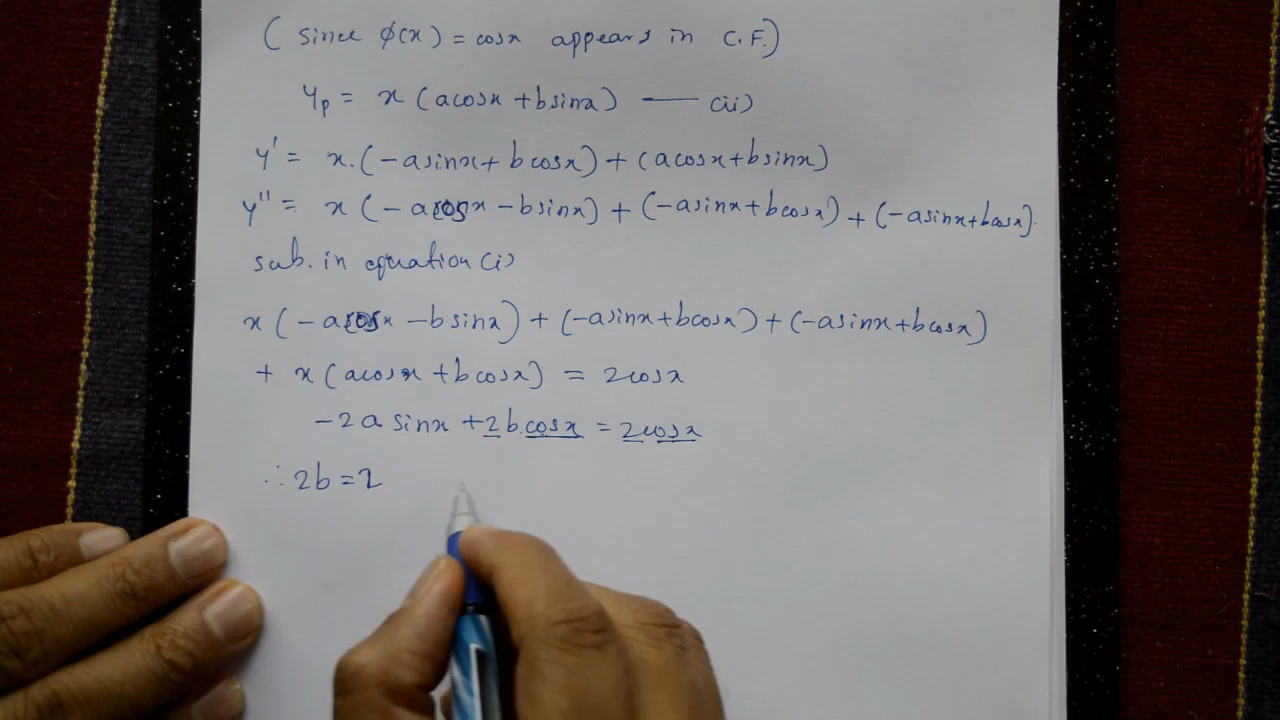 ( Since φ(x) = cosx appears in C.F.)
yp = x (acosx + bsinx) —— (ii)
y' = x.(-asinx + bcosx) + (acosx + bsinx)
y'' = x (-acosx - bsinx) + (-asinx + bcosx) + (-asinx + bcosx).
sub. in equation (i)
x (-acosx - bsinx) + (-asinx + bcosx) + (-asinx + bcosx)
+ x (acosx + bcosx) = 2cosx
-2a sinx + 2b.cosx = 2cosx
∴ 2b = 2